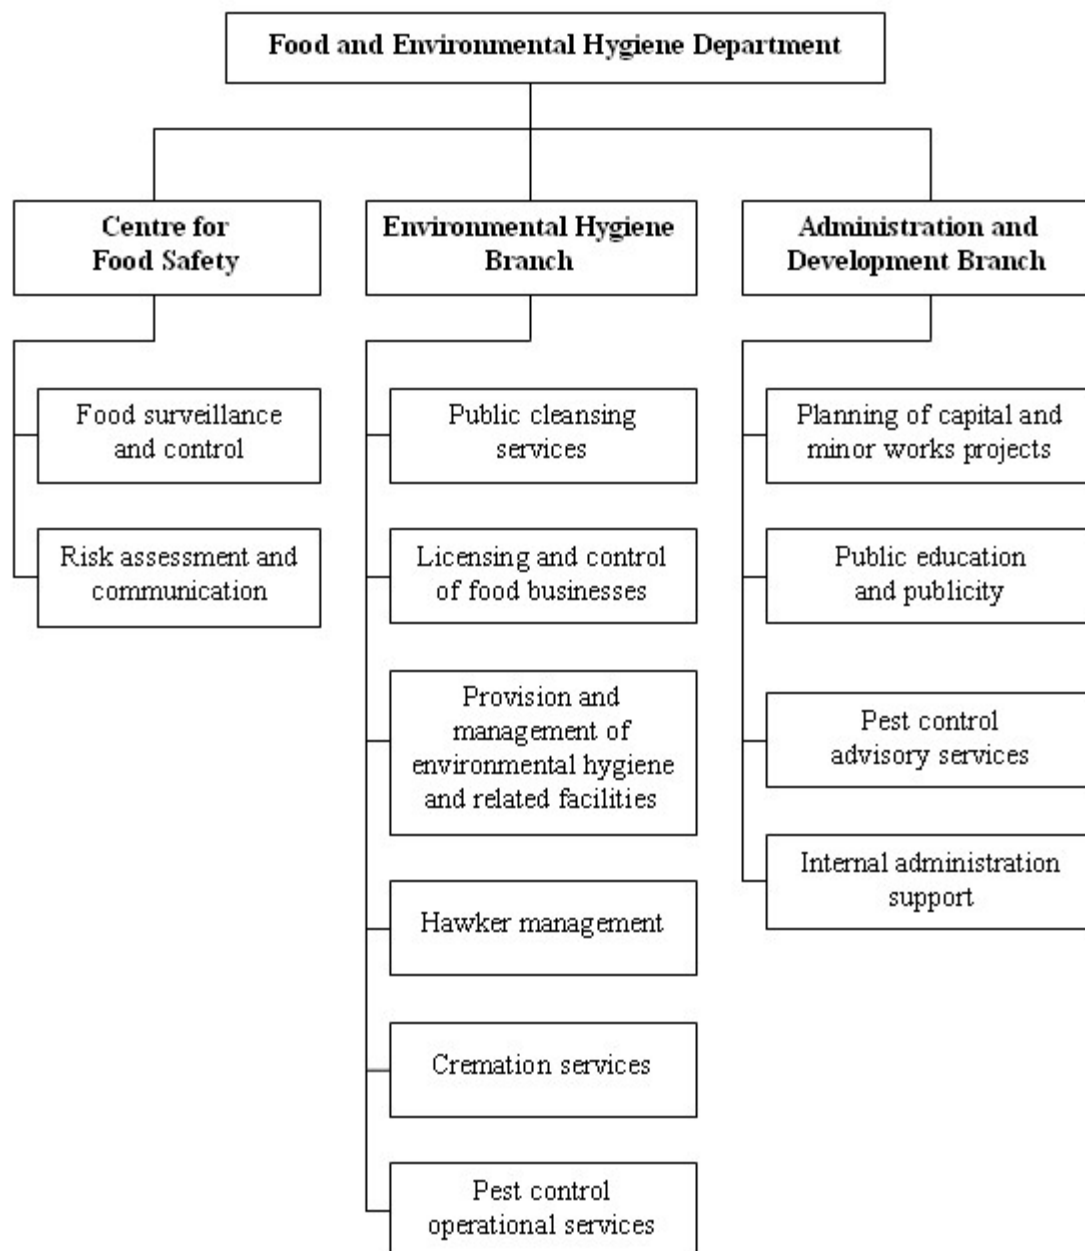 Food and Environmental Hygiene Department
Centre for
Food Safety
Environmental Hygiene
Branch
Administration and
Development Branch
Food surveillance
and control
Risk assessment and
communication
Public cleansing
services
Licensing and control
of food businesses
Provision and
management of
environmental hygiene
and related facilities
Hawker management
Cremation services
Pest control
operational services
Planning of capital and
minor works projects
Public education
and publicity
Pest control
advisory services
Internal administration
support